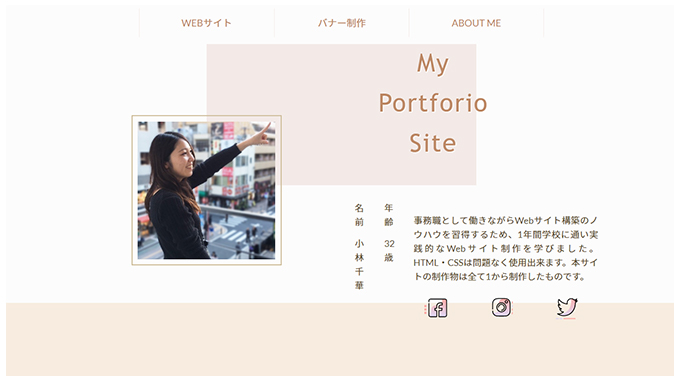 WEBサイト
バナー制作
ABOUT ME
My
Portforio
Site
年齢 32歳
名前 小林千華
事務職として働きながらWebサイト構築のノ
ウハウを習得するため、1年間学校に通い実
践的なWebサイト制作を学びました。
HTML・CSSは問題なく使用出来ます。本サイ
トの制作物は全て1から制作したものです。